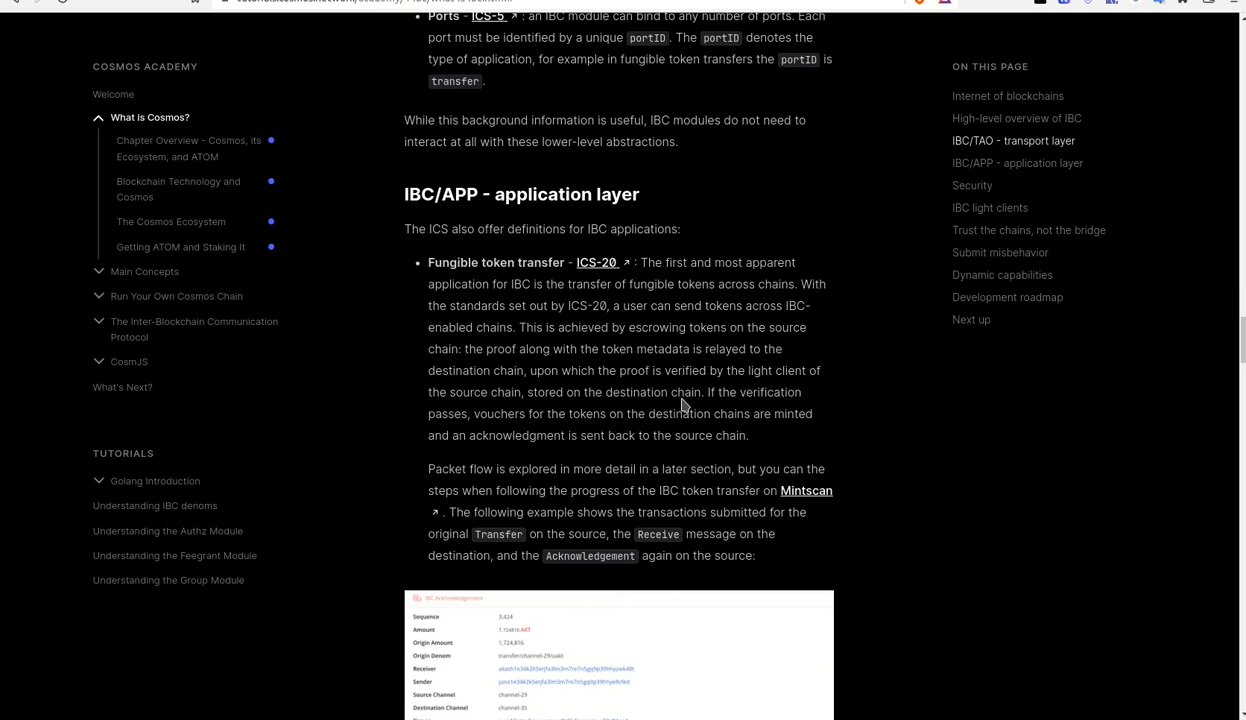 Ports - ICS-5 ↗ : an IBC module can bind to any number of ports. Each
port must be identified by a unique portID. The portID denotes the
type of application, for example in fungible token transfers the portID is
transfer.
While this background information is useful, IBC modules do not need to
interact at all with these lower-level abstractions.
IBC/APP - application layer
The ICS also offer definitions for IBC applications:
• Fungible token transfer - ICS-20 ↗ : The first and most apparent
application for IBC is the transfer of fungible tokens across chains. With
the standards set out by ICS-20, a user can send tokens across IBC-
enabled chains. This is achieved by escrowing tokens on the source
chain: the proof along with the token metadata is relayed to the
destination chain, upon which the proof is verified by the light client of
the source chain, stored on the destination chain. If the verification
passes, vouchers for the tokens on the destination chains are minted
and an acknowledgment is sent back to the source chain.
Packet flow is explored in more detail in a later section, but you can the
steps when following the progress of the IBC token transfer on Mintscan
↗ . The following example shows the transactions submitted for the
original Transfer on the source, the Receive message on the
destination, and the Acknowledgement again on the source:
IBC Acknowledgement
Sequence 3,424
Amount 1.724816 AKT
Origin Amount 1,724,816
Origin Denom transfer/channel-29/uakt
Receiver
Sender
Source Channel channel-29
Destination Channel channel-35
COSMOS ACADEMY
Welcome
What is Cosmos?
Chapter Overview - Cosmos, its
Ecosystem, and ATOM
Blockchain Technology and
Cosmos
The Cosmos Ecosystem
Getting ATOM and Staking It
Main Concepts
Run Your Own Cosmos Chain
The Inter-Blockchain Communication
Protocol
CosmJS
What's Next?
TUTORIALS
Golang Introduction
Understanding IBC denoms
Understanding the Authz Module
Understanding the Feegrant Module
Understanding the Group Module
ON THIS PAGE
Internet of blockchains
High-level overview of IBC
IBC/TAO - transport layer
IBC/APP - application layer
Security
IBC light clients
Trust the chains, not the bridge
Submit misbehavior
Dynamic capabilities
Development roadmap
Next up